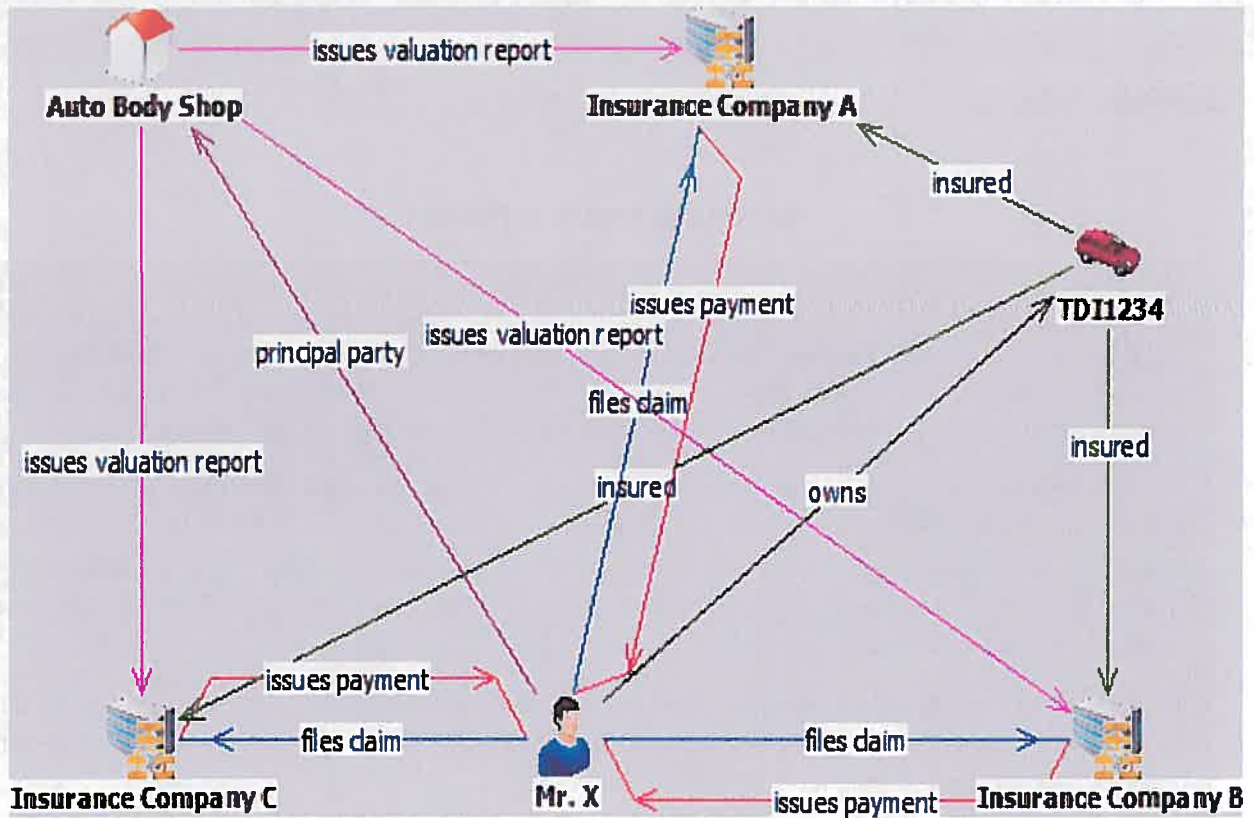 issues valuation report
Auto Body Shop
Insurance Company A
insured
issues payment
TDI1234
issues valuation report
principal party
files claim
insured
issues valuation report
insured
owns
issues payment
files claim
files claim
Insurance Company C
Mr. X
issues payment
Insurance Company B